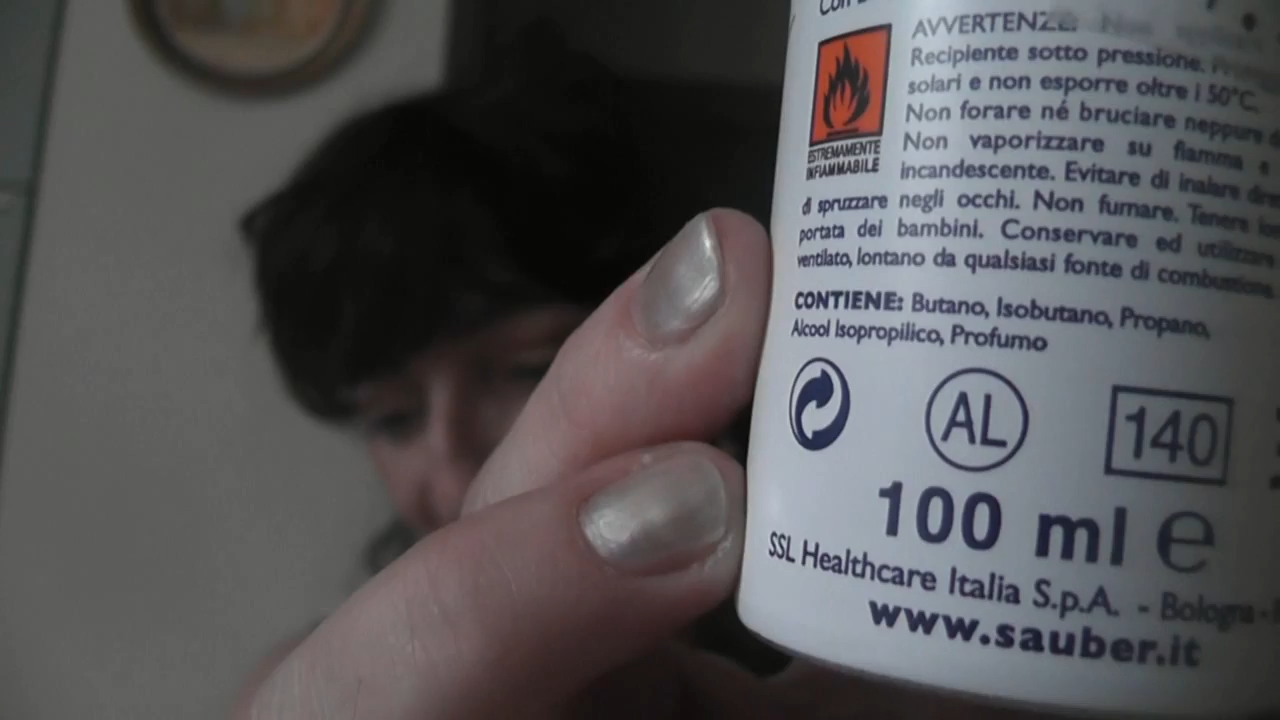 Con
AVVERTENZE: Non
Recipiente sotto pressione.
solari e non esporre oltre i 50°C.
Non forare né bruciare neppure
Non vaporizzare su fiamma e
incandescente. Evitare di inalare
di spruzzare negli occhi. Non fumare. Tenere
portata dei bambini. Conservare ed utilizzare
ventilato, lontano da qualsiasi fonte di combustione.
ESTREMAMENTE
INFIAMMABILE
CONTIENE: Butano, Isobutano, Propano,
Alcool Isopropilico, Profumo
AL
140
100 ml e
SSL Healthcare Italia S.p.A. - Bologna -
www.sauber.it